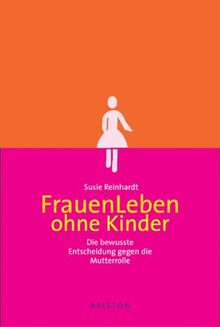 Susie Reinhardt
FrauenLeben
ohne Kinder
Die bewusste
Entscheidung gegen die
Mutterrolle
ARISTON